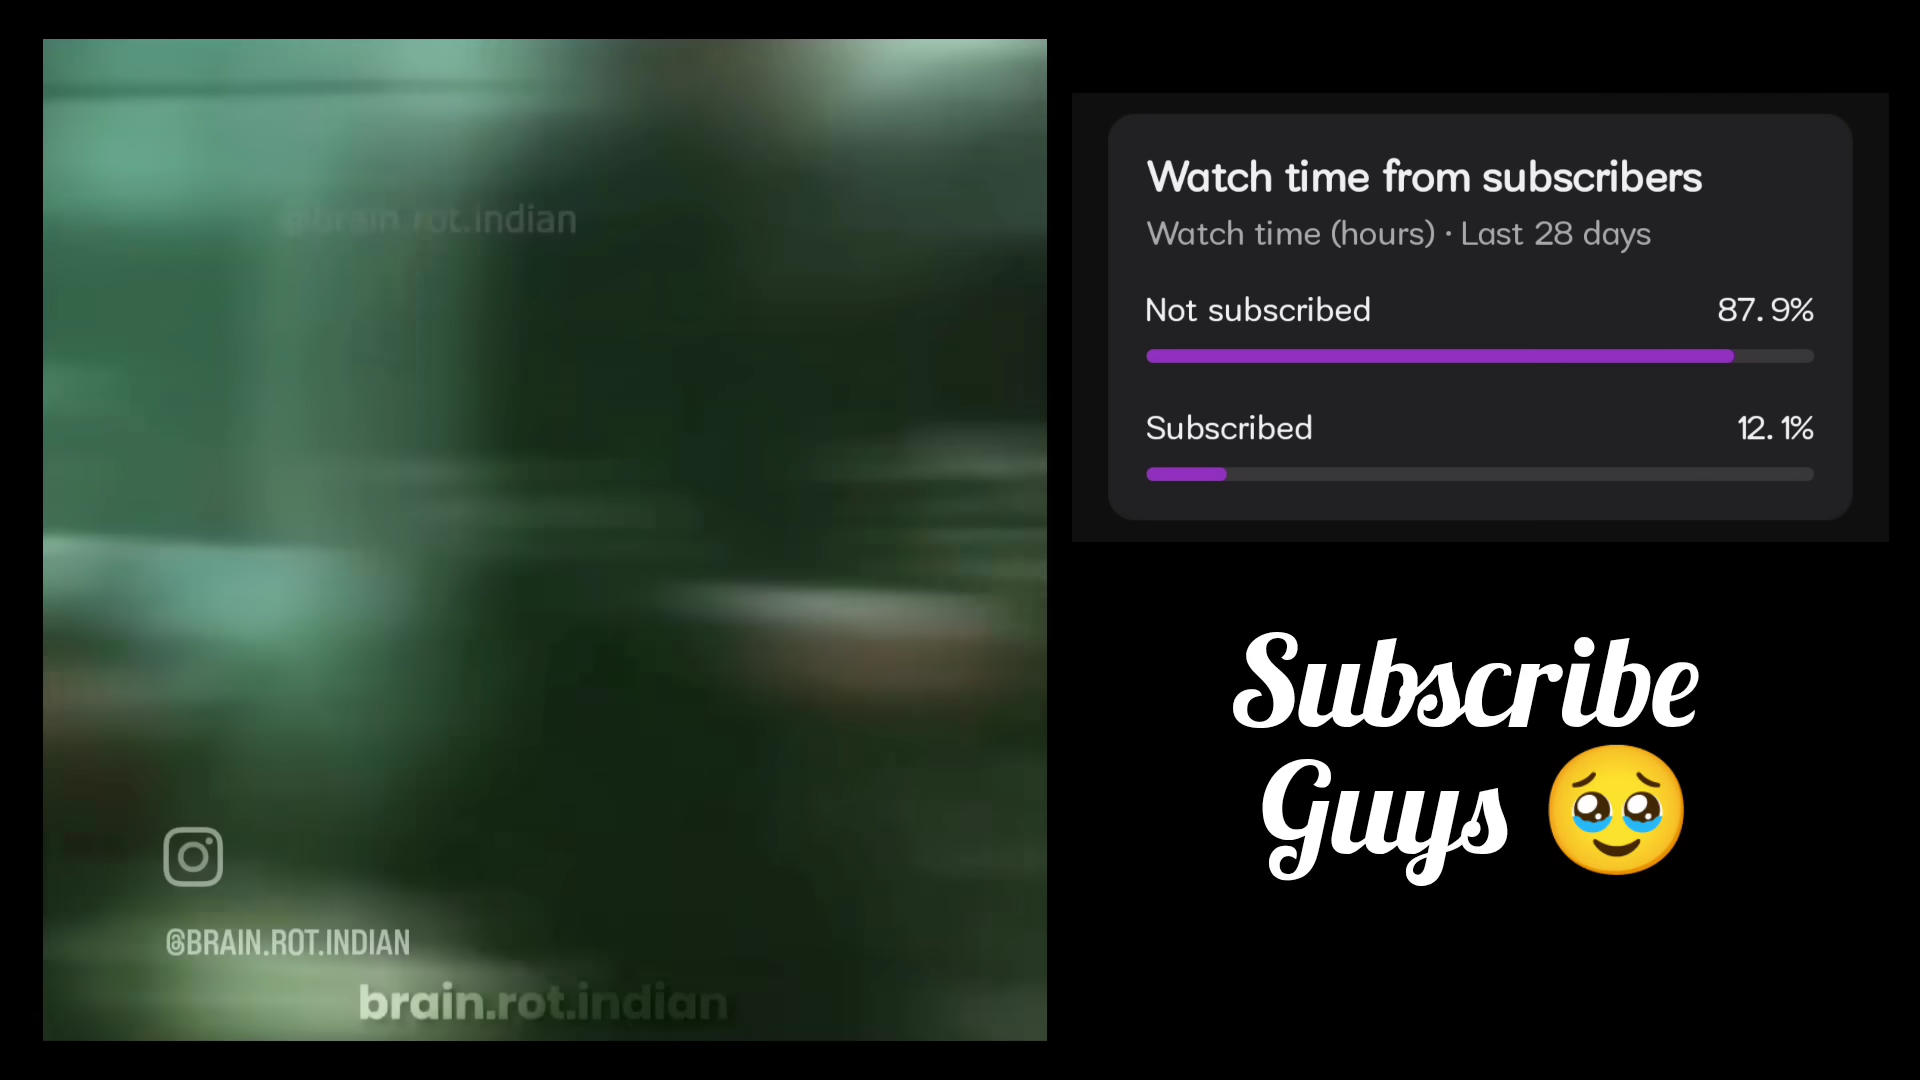 @brain.rot.indian
@BRAIN.ROT.INDIAN
brain.rot.indian
Watch time from subscribers
Watch time (hours) · Last 28 days
Not subscribed 87.9%
Subscribed 12.1%
Subscribe
Guys 🥹